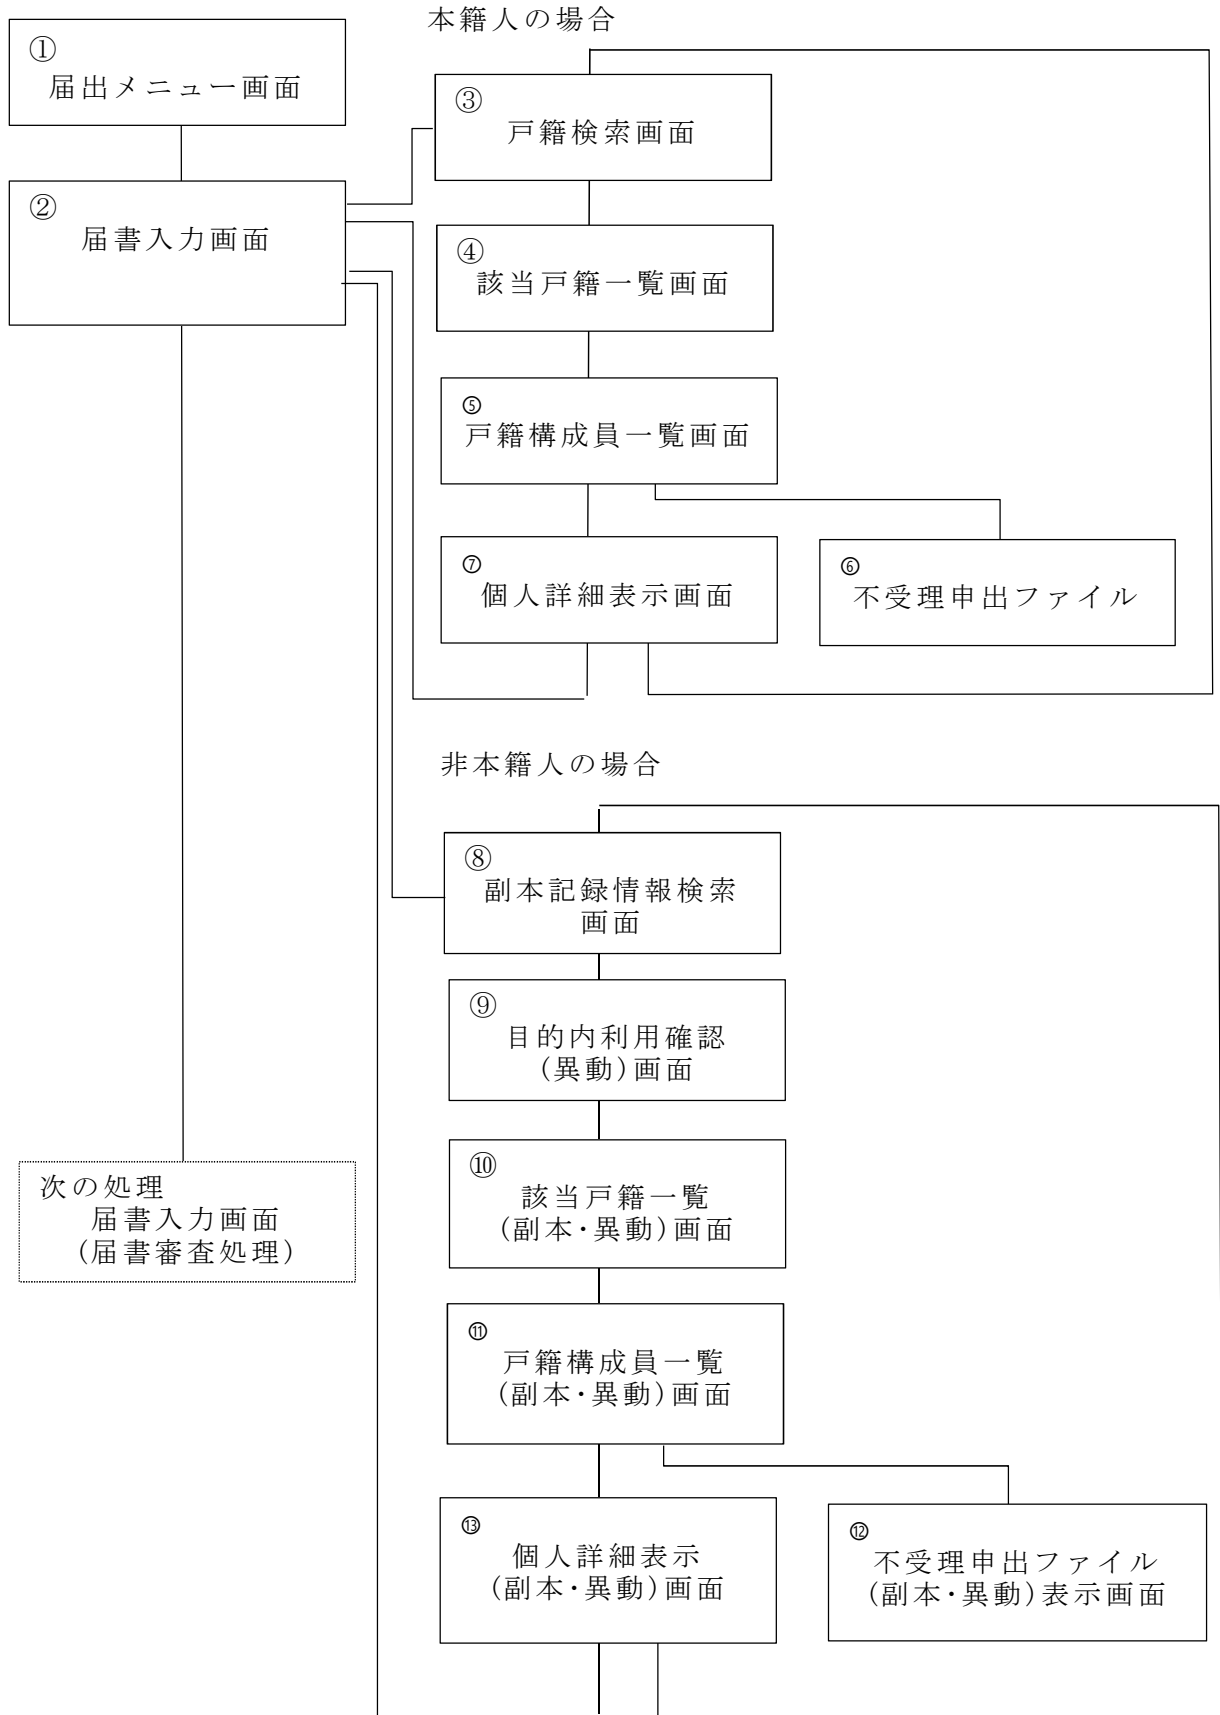 ①
届出メニュー画面
②
届書入力画面
本籍人の場合
③
戸籍検索画面
④
該当戸籍一覧画面
⑤
戸籍構成員一覧画面
⑦
個人詳細表示画面
⑥
不受理申出ファイル
非本籍人の場合
⑧
副本記録情報検索
画面
⑨
目的内利用確認
(異動)画面
⑩
該当戸籍一覧
(副本・異動)画面
次の処理
届書入力画面
(届書審査処理)
⑪
戸籍構成員一覧
(副本・異動)画面
⑬
個人詳細表示
(副本・異動)画面
⑫
不受理申出ファイル
(副本・異動)表示画面